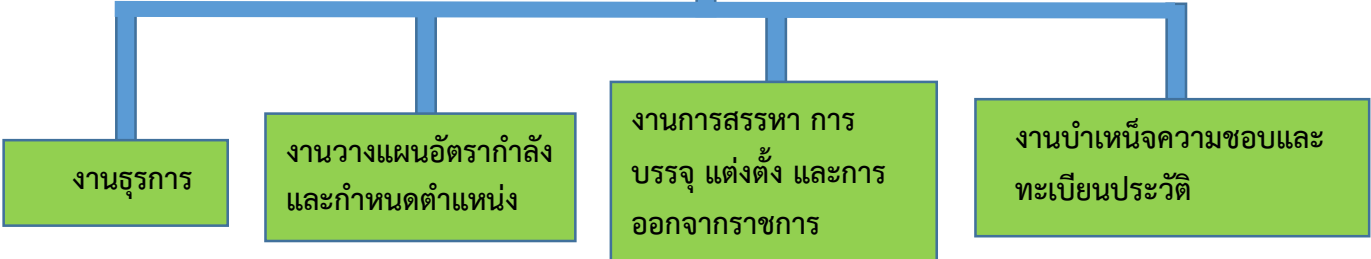 งานธุรการ
งานวางแผนอัตรากำลัง
และกำหนดตำแหน่ง
งานการสรรหา การ
บรรจุ แต่งตั้ง และการ
ออกจากราชการ
งานบำเหน็จความชอบและ
ทะเบียนประวัติ